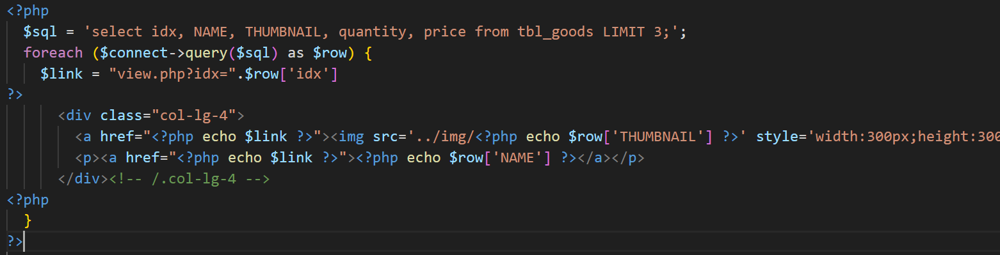 <?php
  $sql = 'select idx, NAME, THUMBNAIL, quantity, price from tbl_goods LIMIT 3;';
  foreach ($connect->query($sql) as $row) {
    $link = "view.php?idx=".$row['idx']
?>
      <div class="col-lg-4">
        <a href="<?php echo $link ?>"><img src='../img/<?php echo $row['THUMBNAIL'] ?>' style='width:300px;height:300
        <p><a href="<?php echo $link ?>"><?php echo $row['NAME'] ?></a></p>
      </div><!-- /.col-lg-4 -->
<?php
  }
?>